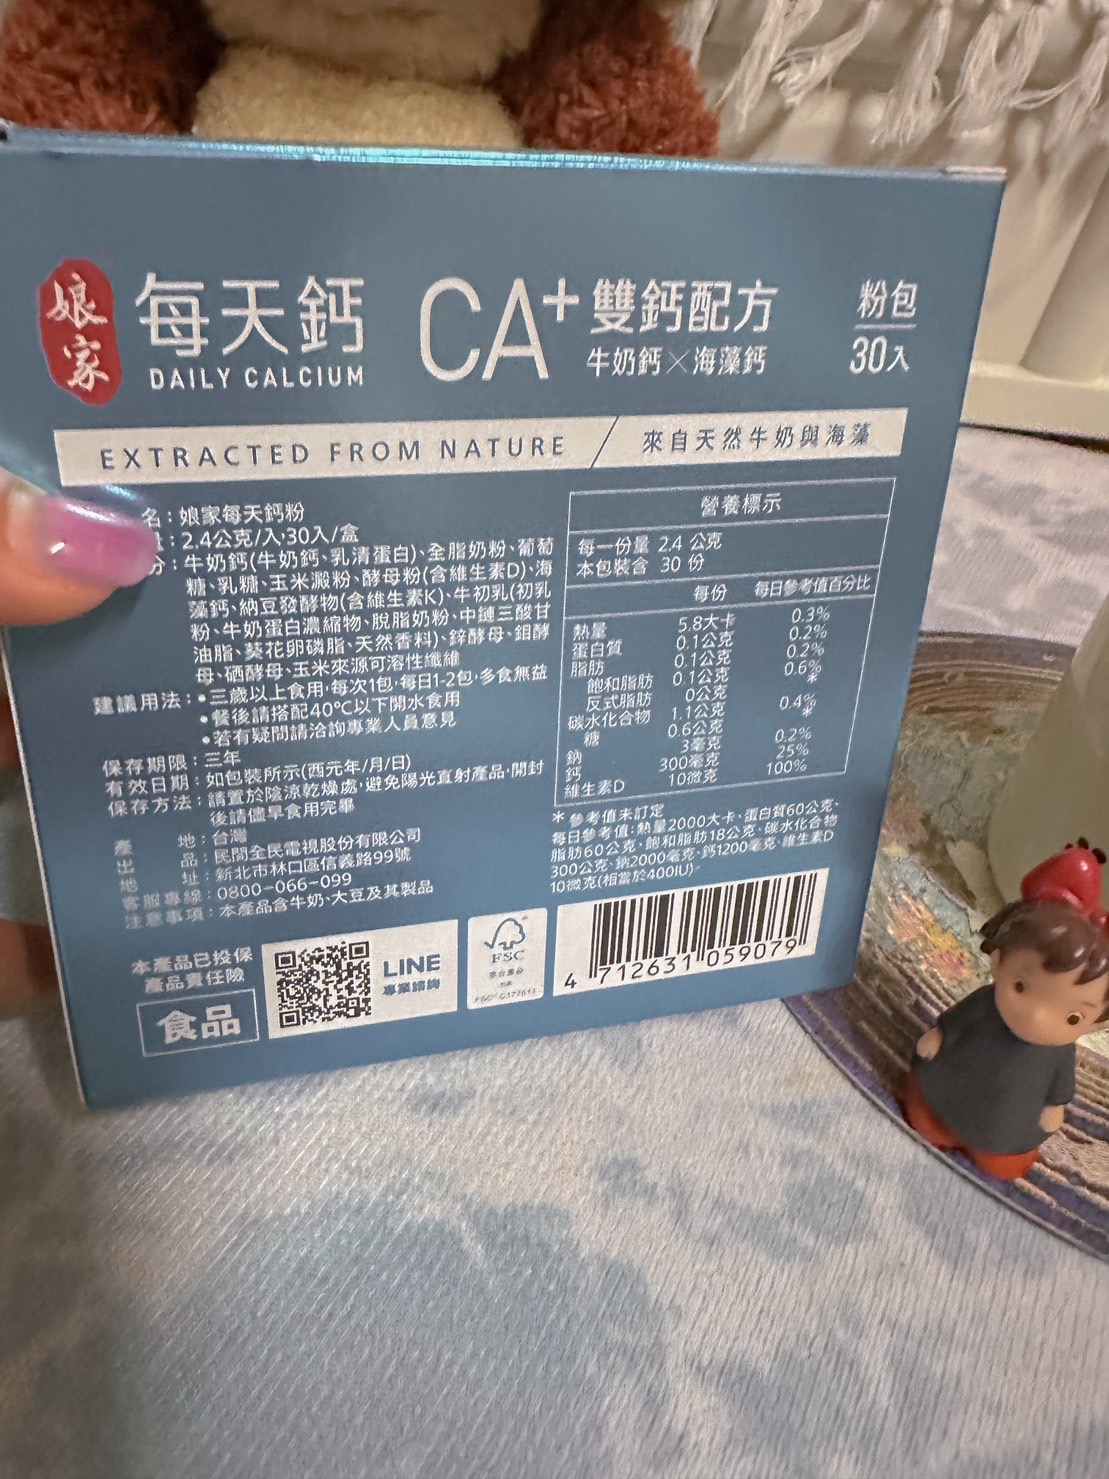 娘家
每天鈣
DAILY CALCIUM
CA+
雙鈣配方
牛奶鈣×海藻鈣
粉包
30入
EXTRACTED FROM NATURE / 來自天然牛奶與海藻
名：娘家每天鈣粉
：2.4公克/入,30入/盒
分：牛奶鈣(牛奶鈣、乳清蛋白)、全脂奶粉、葡萄
糖、乳糖、玉米澱粉、酵母粉(含維生素D)、海
藻鈣、納豆發酵物(含維生素K)、牛初乳(初乳
粉、牛奶蛋白濃縮物、脫脂奶粉、中鏈三酸甘
油脂、葵花卵磷脂、天然香料)、鋅酵母、鉬酵
母、硒酵母、玉米來源可溶性纖維
建議用法：•三歲以上食用,每次1包,每日1-2包,多食無益
•餐後請搭配40℃以下開水食用
•若有疑問請洽詢專業人員意見
保存期限：三年
有效日期：如包裝所示(西元年/月/日)
保存方法：請置於陰涼乾燥處,避免陽光直射產品,開封
後請儘早食用完畢
產地：台灣
出品：民間全民電視股份有限公司
地址：新北市林口區信義路99號
客服專線：0800-066-099
注意事項：本產品含牛奶、大豆及其製品
本產品已投保
產品責任險
食品
LINE
專業諮詢
FSC
營養標示
每一份量 2.4 公克
本包裝含 30 份
每份 每日參考值百分比
熱量 5.8大卡 0.3%
蛋白質 0.1公克 0.2%
脂肪 0.1公克 0.2%
飽和脂肪 0.1公克 0.6%
反式脂肪 0公克 *
碳水化合物 1.1公克 0.4%
糖 0.6公克 *
鈉 3毫克 0.2%
鈣 300毫克 25%
維生素D 10微克 100%
*參考值未訂定
每日參考值:熱量2000大卡、蛋白質60公克、
脂肪60公克、飽和脂肪18公克、碳水化合物
300公克、鈉2000毫克、鈣1200毫克、維生素D
10微克(相當於400IU)。
4 712631 059079